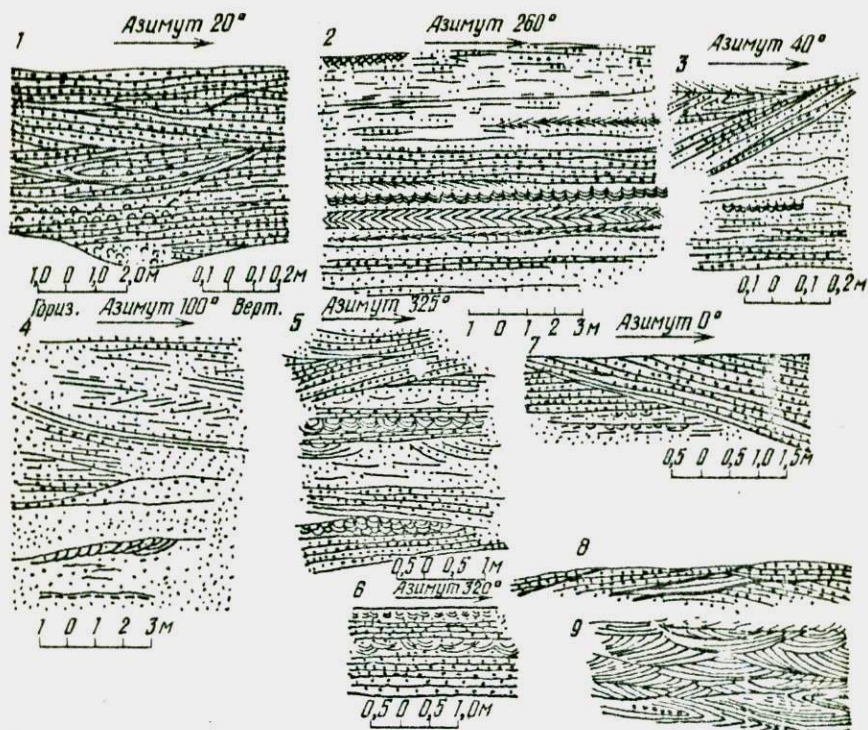 1
Азимут 20°
2
Азимут 260°
3
Азимут 40°
1,0 0 1,0 2,0м
0,1 0 0,1 0,2м
Гориз.
Верт.
0,1 0 0,1 0,2м
4
Азимут 100°
1 0 1 2 3м
5
Азимут 325°
1 0 1 2 3м
7
Азимут 0°
0,5 0 0,5 1м
0,5 0 0,5 1,0 1,5м
6
Азимут 320°
0,5 0 0,5 1,0м
8
9